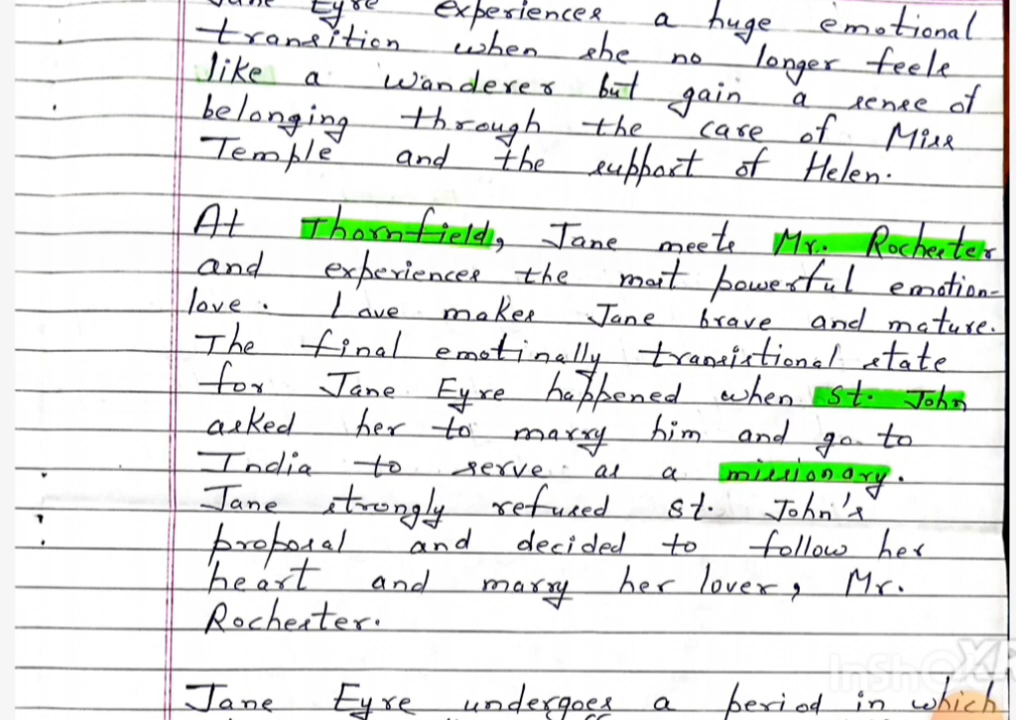 Jane Eyre experiences a huge emotional
transition when she no longer feels
like a wanderer but gain a sense of
belonging through the care of Miss
Temple and the support of Helen.
At Thornfield, Jane meets Mr. Rochester
and experiences the most powerful emotion-
love. Love makes Jane brave and mature.
The final emotinally transistional state
for Jane Eyre happened when St. John
asked her to marry him and go to
India to serve as a missionary.
Jane strongly refused St. John's
proposal and decided to follow her
heart and marry her lover, Mr.
Rochester.
Jane Eyre undergoes a period in which